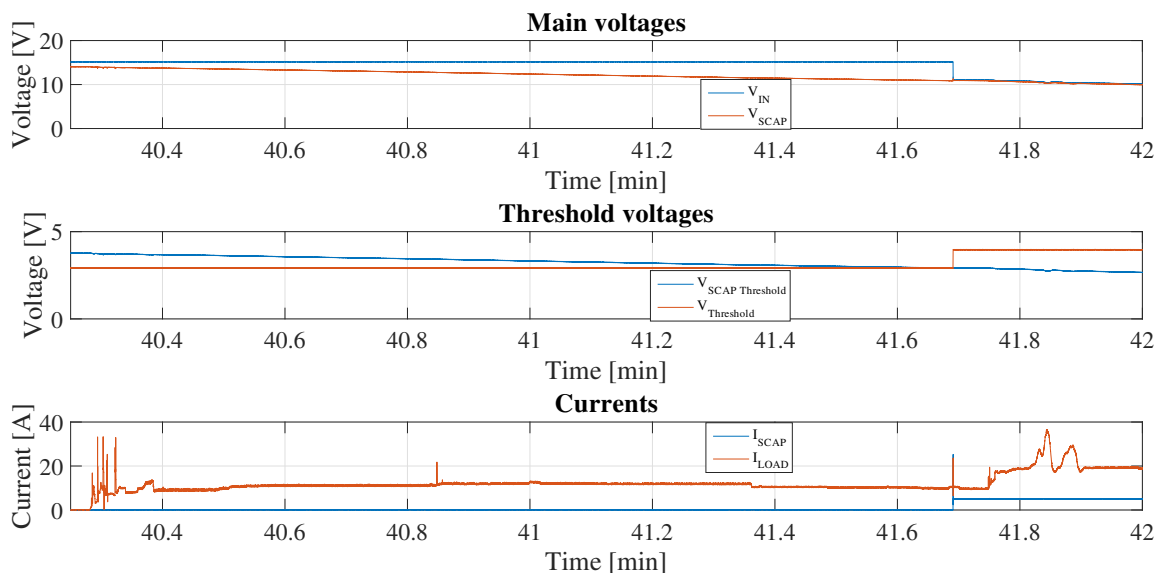 Main voltages
Voltage [V]
20
10
0
V_IN
V_SCAP
40.4 40.6 40.8 41 41.2 41.4 41.6 41.8 42
Time [min]
Threshold voltages
Voltage [V]
5
0
V_SCAP Threshold
V_Threshold
40.4 40.6 40.8 41 41.2 41.4 41.6 41.8 42
Time [min]
Currents
Current [A]
40
20
0
I_SCAP
I_LOAD
40.4 40.6 40.8 41 41.2 41.4 41.6 41.8 42
Time [min]